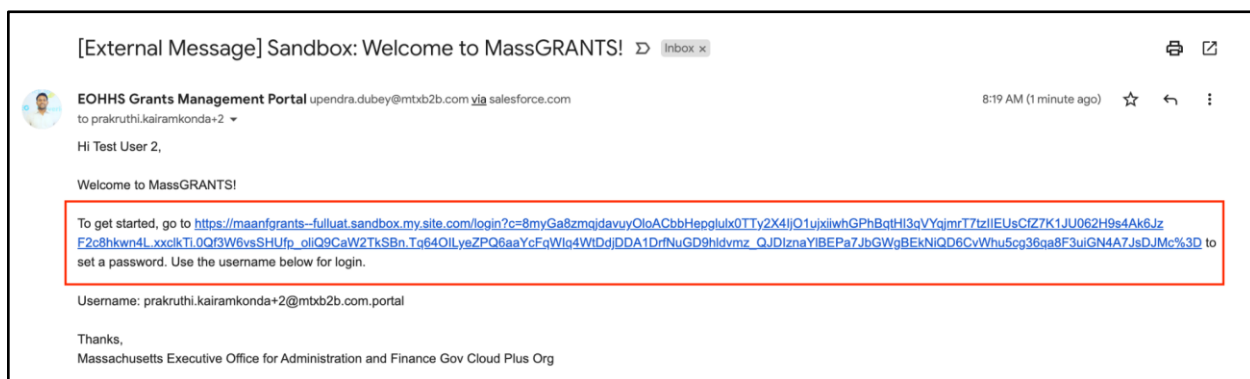 [External Message] Sandbox: Welcome to MassGRANTS! Inbox ×
EOHHS Grants Management Portal upendra.dubey@mtxb2b.com via salesforce.com 8:19 AM (1 minute ago)
to prakruthi.kairamkonda+2
Hi Test User 2,
Welcome to MassGRANTS!
To get started, go to https://maanfgrants--fulluat.sandbox.my.site.com/login?c=8myGa8zmqjdavuyOloACbbHepglulx0TTy2X4IjO1ujxiiwhGPhBqtHl3qVYqjmrT7tzIIEUsCfZ7K1JU062H9s4Ak6Jz
F2c8hkwn4L.xxclkTi.0Qf3W6vsSHUfp_oliQ9CaW2TkSBn.Tq64OILyeZPQ6aaYcFqWIq4WtDdjDDA1DrfNuGD9hldvmz_QJDIznaYlBEPa7JbGWgBEkNiQD6CvWhu5cg36qa8F3uiGN4A7JsDJMc%3D to
set a password. Use the username below for login.
Username: prakruthi.kairamkonda+2@mtxb2b.com.portal
Thanks,
Massachusetts Executive Office for Administration and Finance Gov Cloud Plus Org